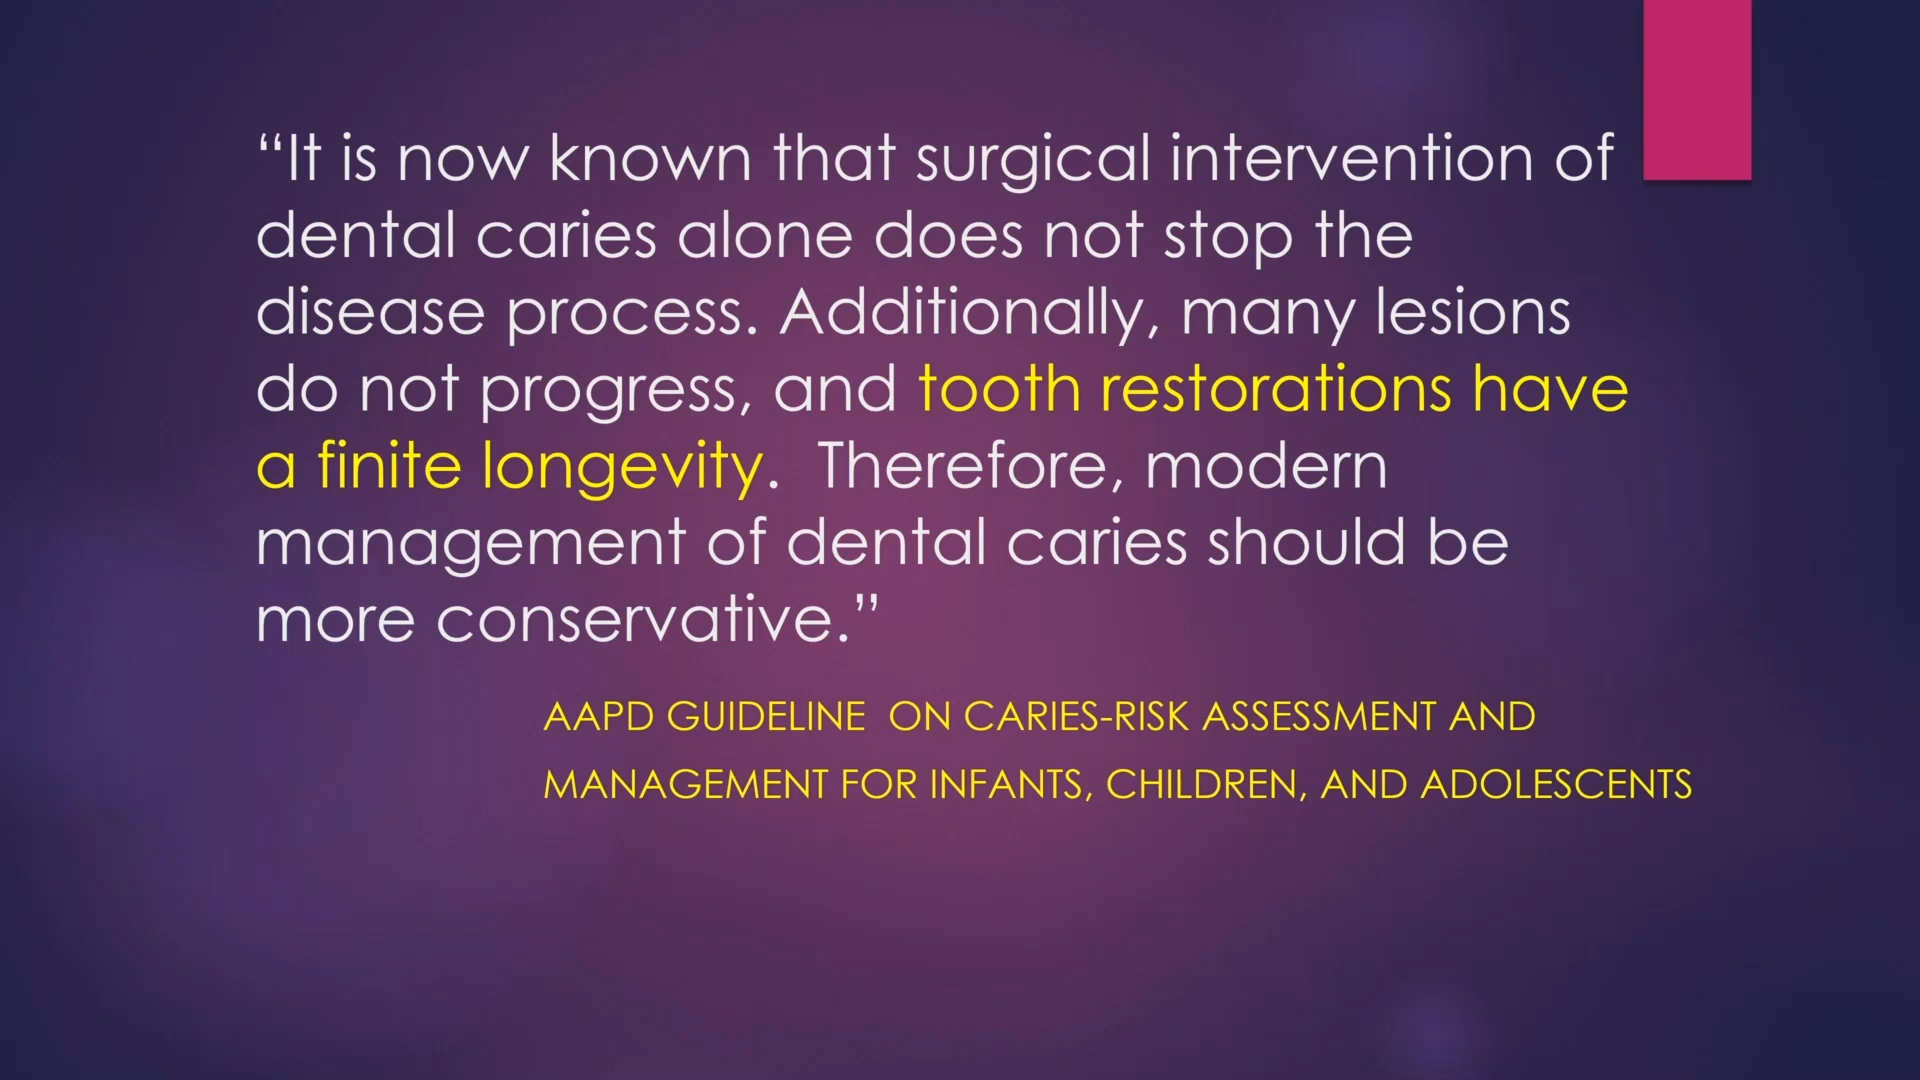 “It is now known that surgical intervention of
dental caries alone does not stop the
disease process. Additionally, many lesions
do not progress, and tooth restorations have
a finite longevity.  Therefore, modern
management of dental caries should be
more conservative.”
AAPD GUIDELINE  ON CARIES-RISK ASSESSMENT AND
MANAGEMENT FOR INFANTS, CHILDREN, AND ADOLESCENTS